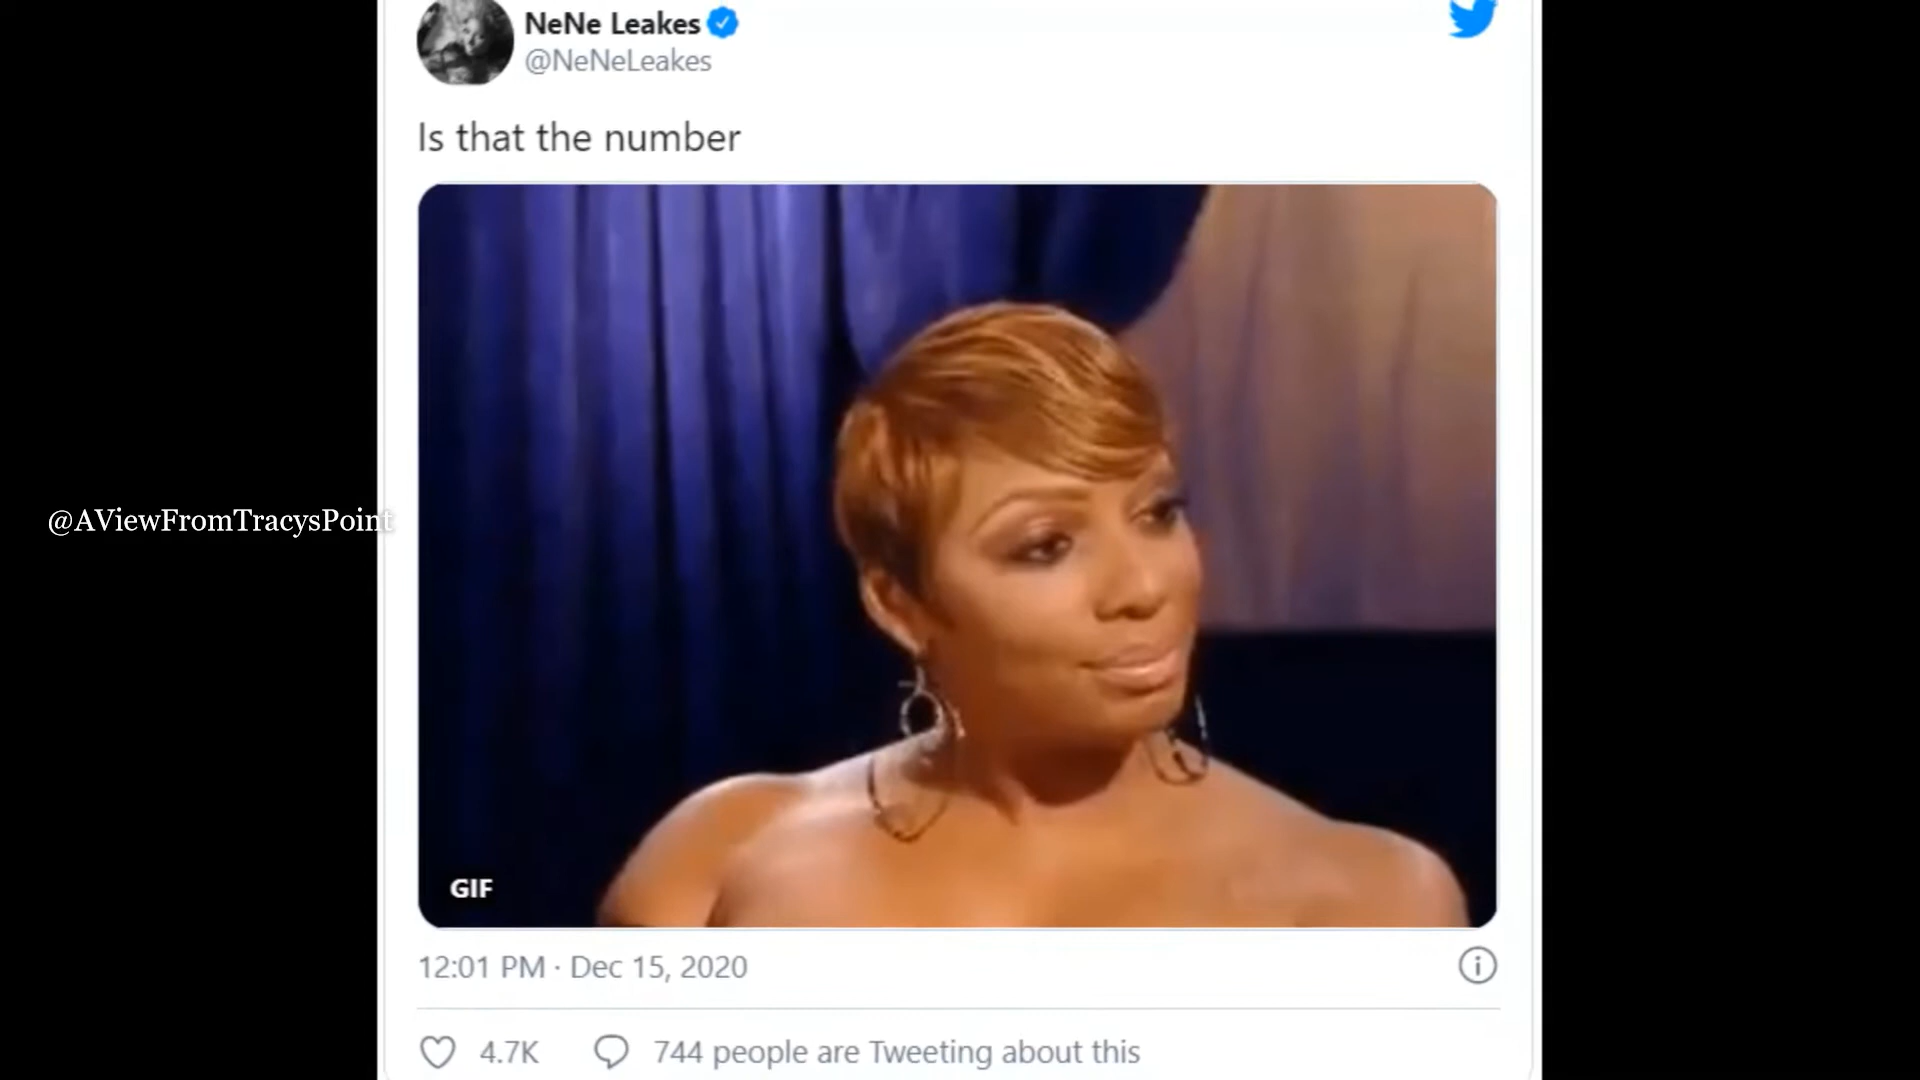 NeNe Leakes
@NeNeLeakes
Is that the number
@AViewFromTracysPoint
GIF
12:01 PM · Dec 15, 2020
4.7K 744 people are Tweeting about this